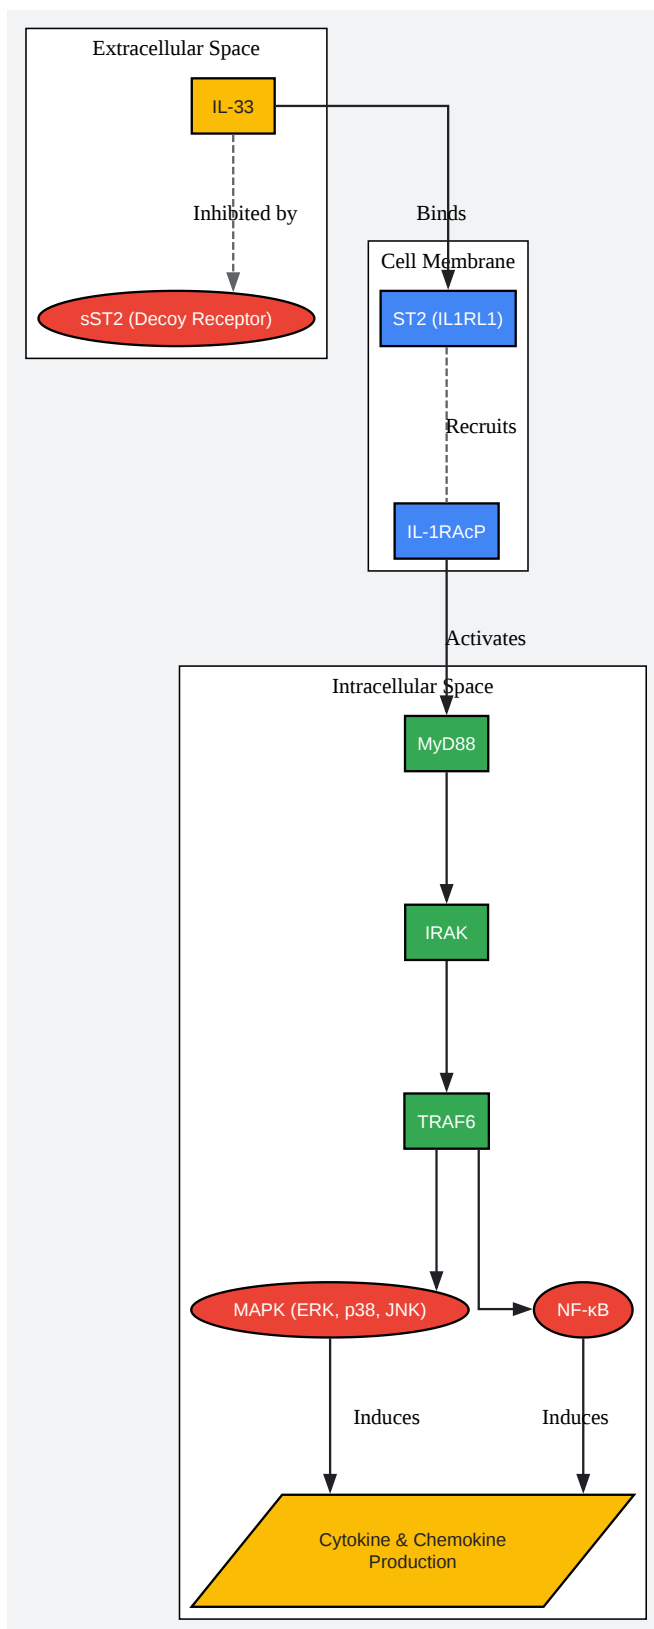 Extracellular Space
IL-33
Inhibited by
Binds
sST2 (Decoy Receptor)
Cell Membrane
ST2 (IL1RL1)
Recruits
IL-1RAcP
Activates
Intracellular Space
MyD88
IRAK
TRAF6
MAPK (ERK, p38, JNK)
NF-κB
Induces
Induces
Cytokine & Chemokine
Production